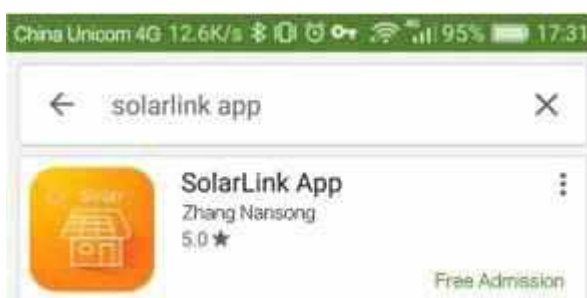 China Unicom 4G 12.6K/s 95% 17:31
solarlink app
SolarLink App
Zhang Nansong
5.0★
Free Admission